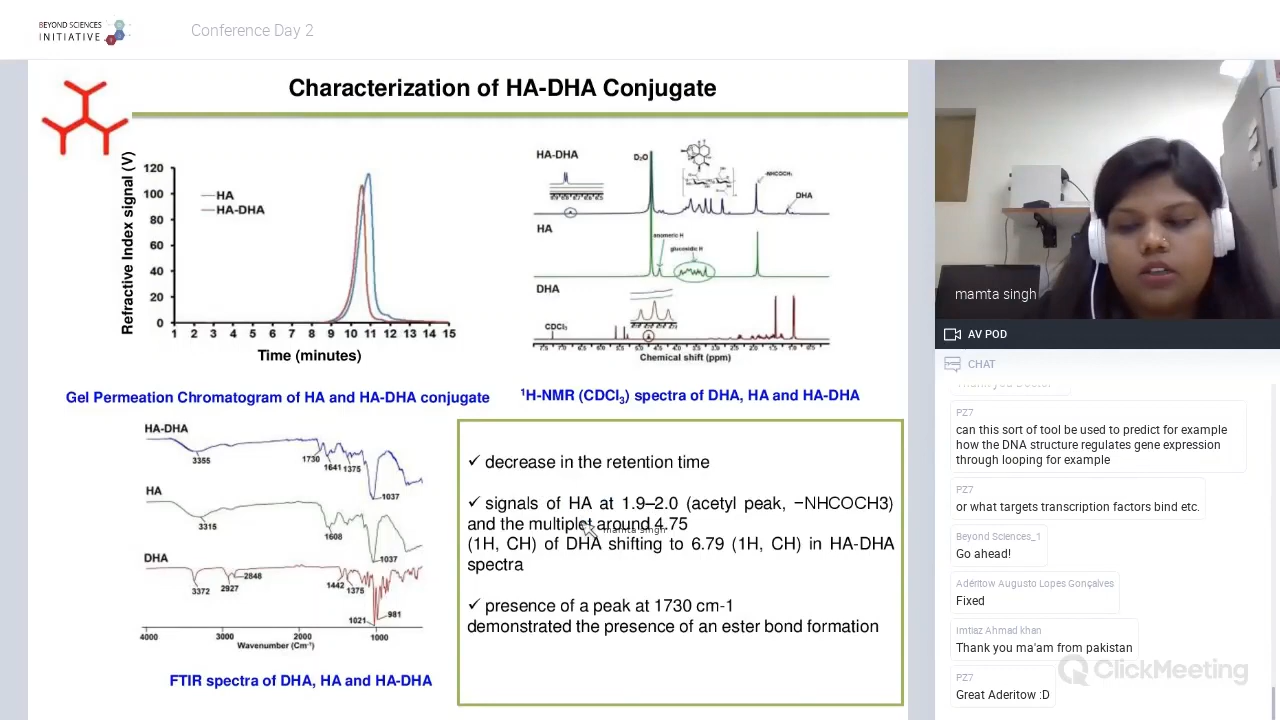 BEYOND SCIENCES
INITIATIVE
Conference Day 2
Characterization of HA-DHA Conjugate
Refractive Index signal (V)
120
100
80
60
40
20
0
HA
HA-DHA
1 2 3 4 5 6 7 8 9 10 11 12 13 14 15
Time (minutes)
Gel Permeation Chromatogram of HA and HA-DHA conjugate
HA-DHA
D₂O
-NHCOCH₃
DHA
HA
anomeric H
glucosidic H
DHA
CDCl₃
Chemical shift (ppm)
¹H-NMR (CDCl₃) spectra of DHA, HA and HA-DHA
HA-DHA
3355
1730
1641
1375
1037
HA
3315
1608
1037
DHA
3372
2927
2848
1442
1375
1021
981
4000 3000 2000 1000
Wavenumber (Cm⁻¹)
FTIR spectra of DHA, HA and HA-DHA
✓ decrease in the retention time
✓ signals of HA at 1.9–2.0 (acetyl peak, −NHCOCH3)
and the multiplet around 4.75
(1H, CH) of DHA shifting to 6.79 (1H, CH) in HA-DHA
spectra
✓ presence of a peak at 1730 cm-1
demonstrated the presence of an ester bond formation
mamta singh
mamta singh
AV POD
CHAT
Thank you Doctor
PZ7
can this sort of tool be used to predict for example
how the DNA structure regulates gene expression
through looping for example
PZ7
or what targets transcription factors bind etc.
Beyond Sciences_1
Go ahead!
Adéritow Augusto Lopes Gonçalves
Fixed
Imtiaz Ahmad khan
Thank you ma'am from pakistan
PZ7
Great Aderitow :D
ClickMeeting